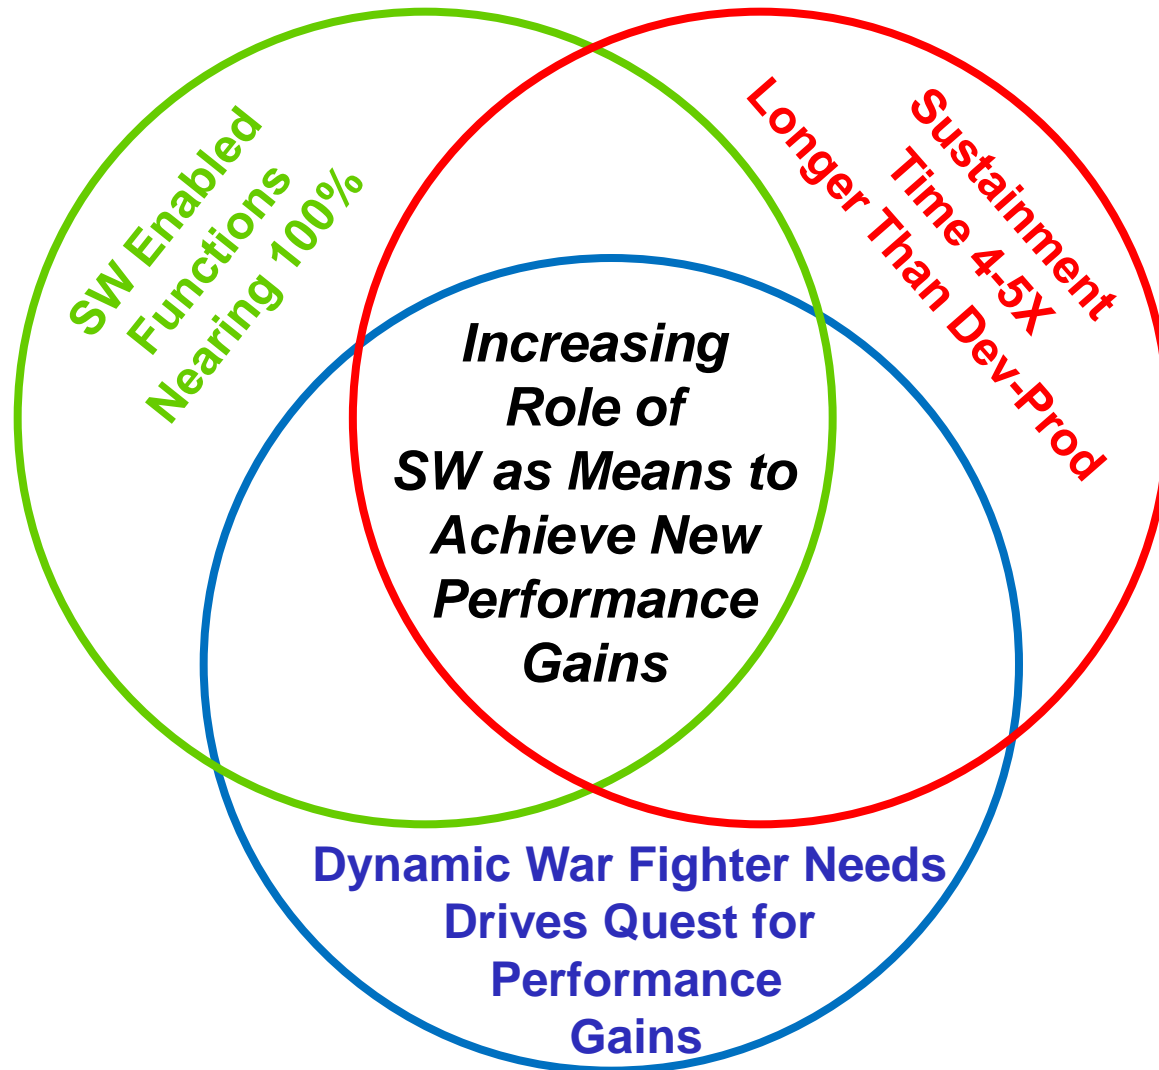 SW Enabled
Functions
Nearing 100%
Sustainment
Time 4-5X
Longer Than Dev-Prod
Increasing
Role of
SW as Means to
Achieve New
Performance
Gains
Dynamic War Fighter Needs
Drives Quest for
Performance
Gains